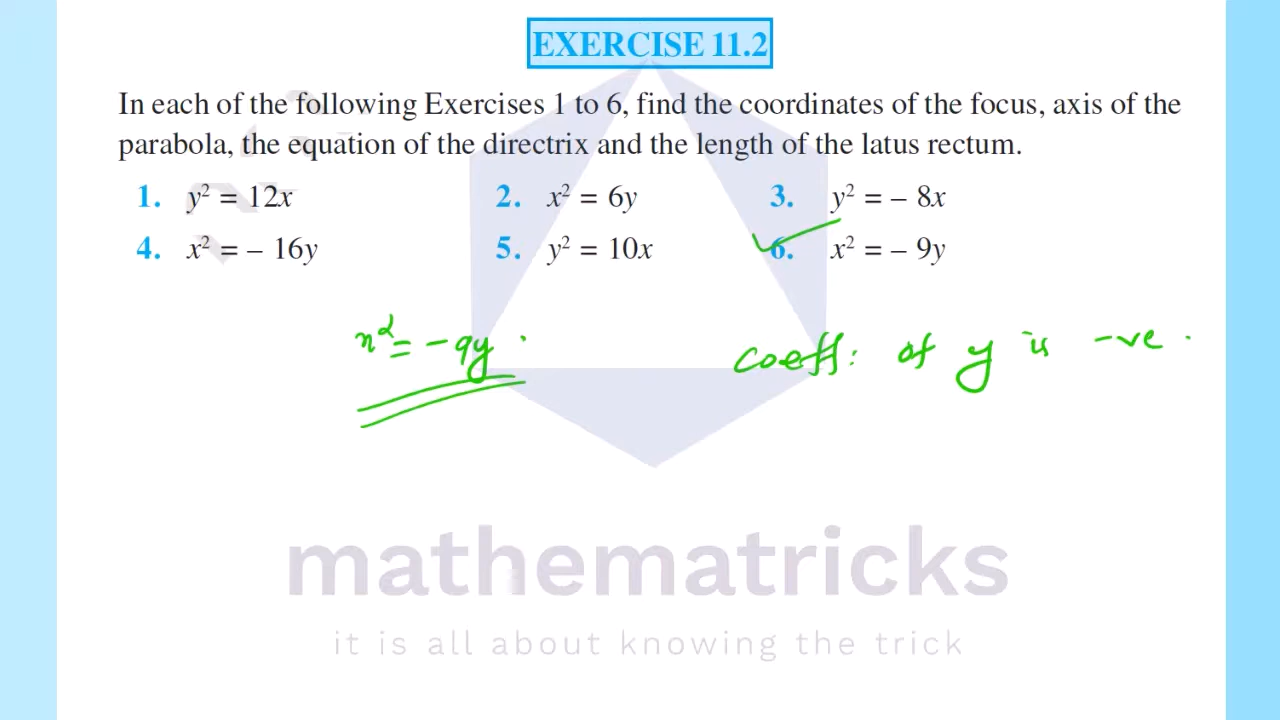 EXERCISE 11.2
In each of the following Exercises 1 to 6, find the coordinates of the focus, axis of the
parabola, the equation of the directrix and the length of the latus rectum.
1. y² = 12x 2. x² = 6y 3. y² = – 8x
4. x² = – 16y 5. y² = 10x 6. x² = – 9y
x² = -9y . coeff: of y is -ve .
mathematricks
it is all about knowing the trick